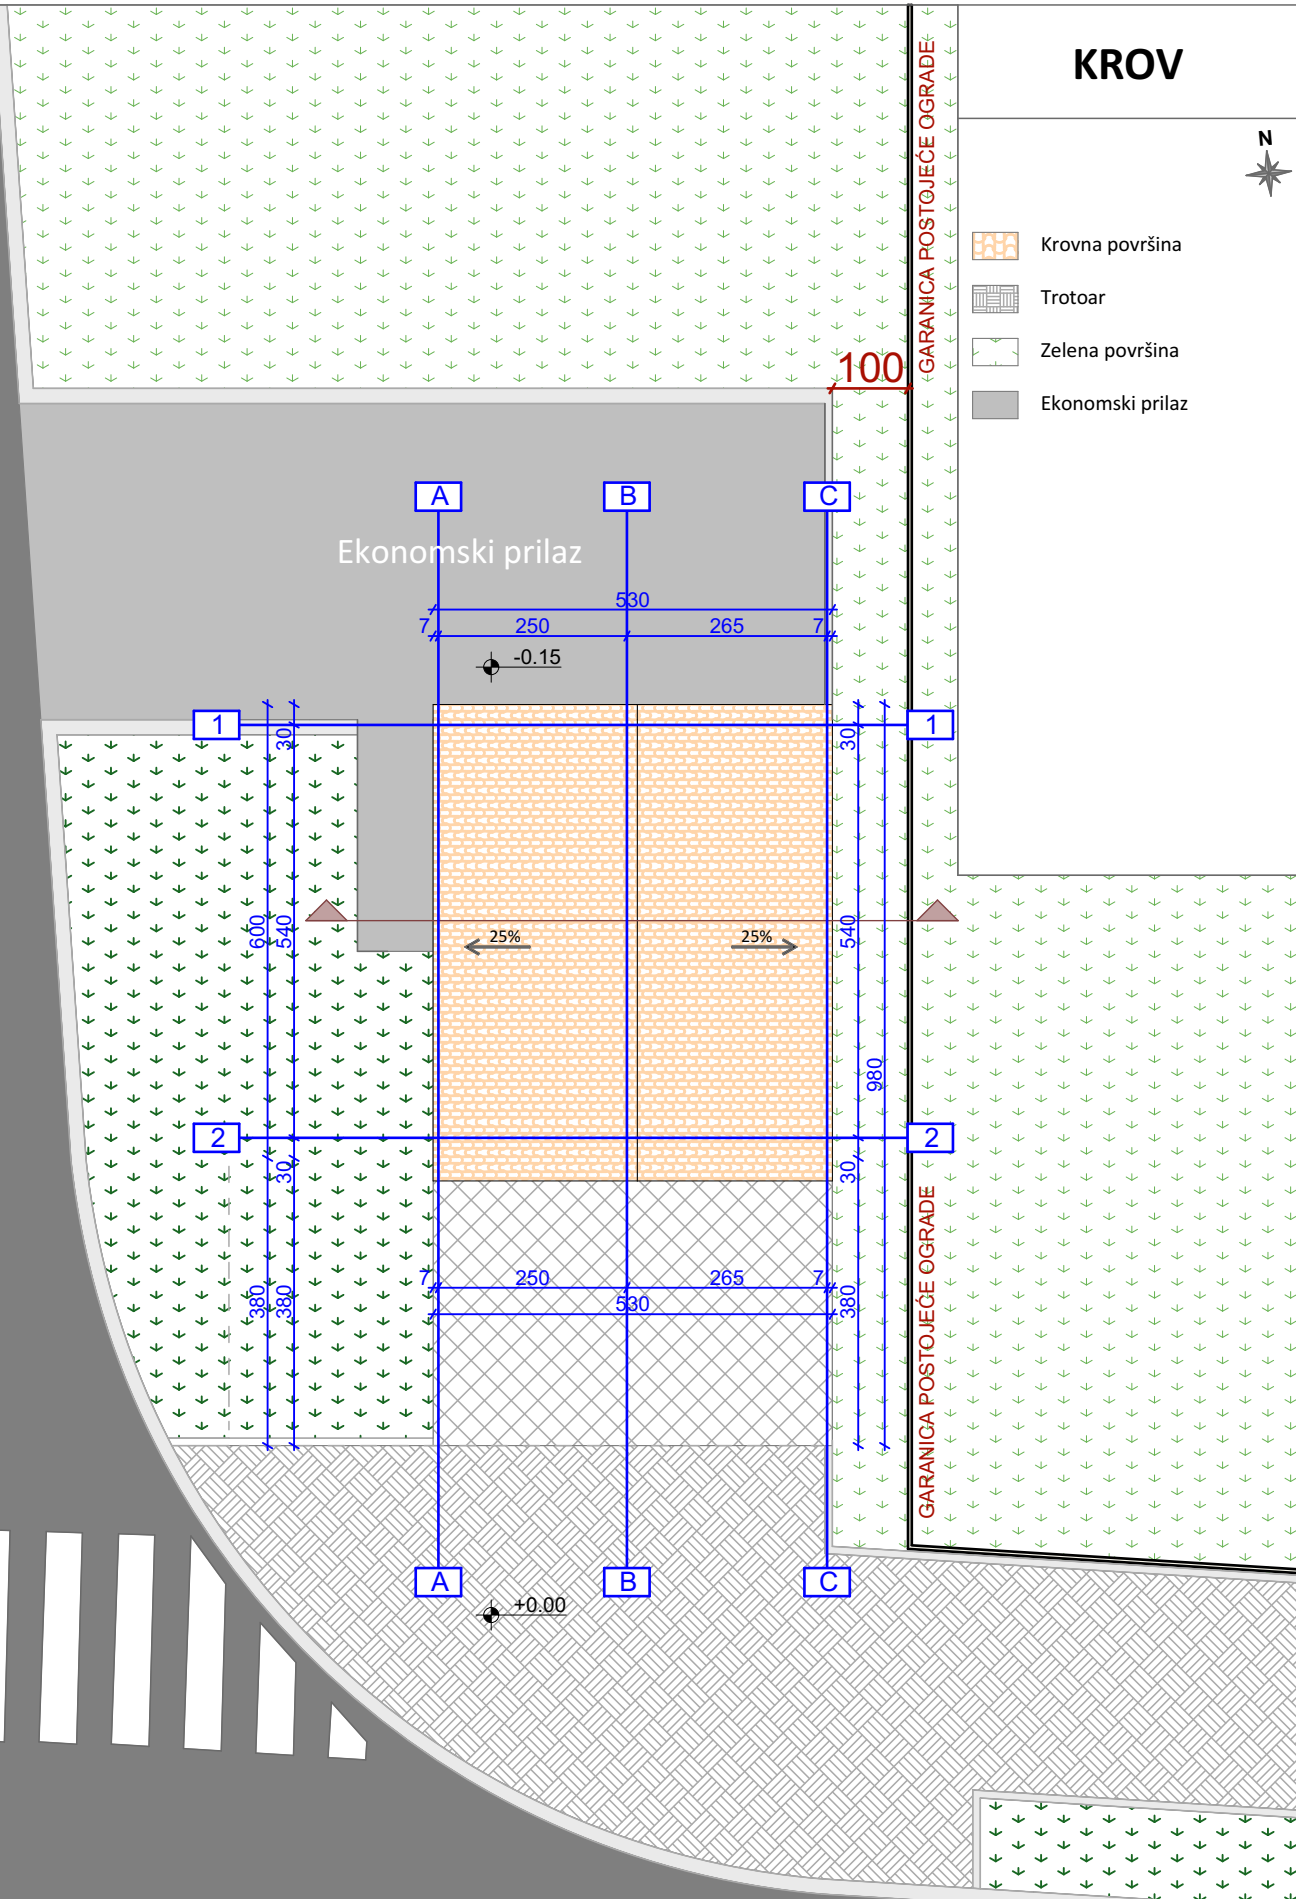 KROV
N
Krovna površina
Trotoar
Zelena površina
Ekonomski prilaz
GARANICA POSTOJEĆE OGRADE
100
A
B
C
Ekonomski prilaz
530
7
250
265
7
-0.15
1
30
30
1
600
540
25%
25%
540
980
2
30
30
2
7
250
265
7
380
380
530
380
GARANICA POSTOJEĆE OGRADE
A
B
C
+0.00